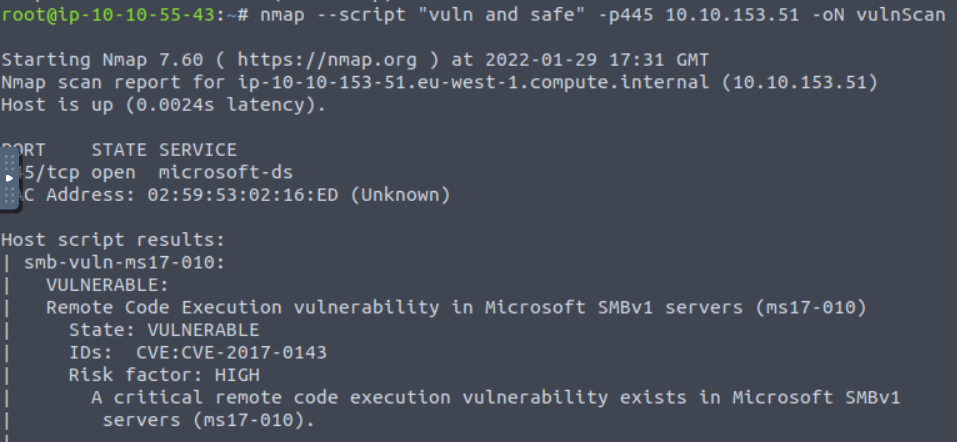 root@ip-10-10-55-43:~# nmap --script "vuln and safe" -p445 10.10.153.51 -oN vulnScan
Starting Nmap 7.60 ( https://nmap.org ) at 2022-01-29 17:31 GMT
Nmap scan report for ip-10-10-153-51.eu-west-1.compute.internal (10.10.153.51)
Host is up (0.0024s latency).
PORT STATE SERVICE
45/tcp open microsoft-ds
AC Address: 02:59:53:02:16:ED (Unknown)
Host script results:
| smb-vuln-ms17-010:
| VULNERABLE:
| Remote Code Execution vulnerability in Microsoft SMBv1 servers (ms17-010)
| State: VULNERABLE
| IDs: CVE:CVE-2017-0143
| Risk factor: HIGH
| A critical remote code execution vulnerability exists in Microsoft SMBv1
| servers (ms17-010).
|